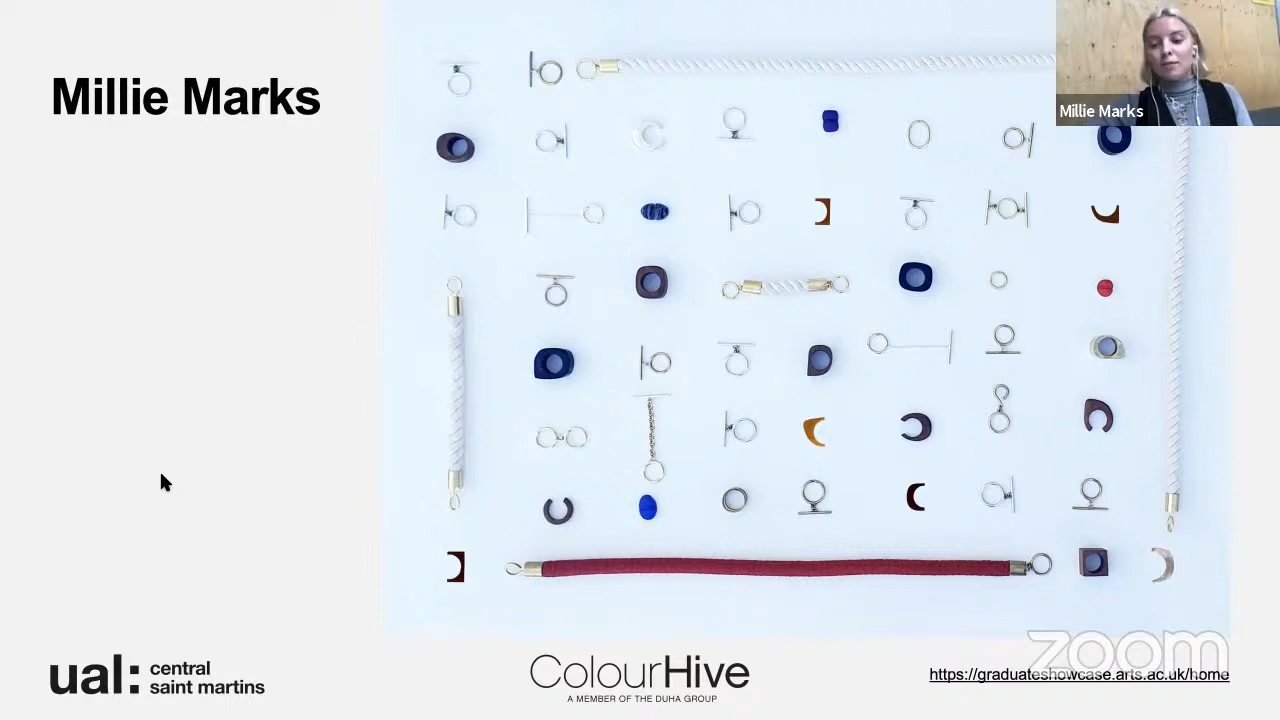 Millie Marks
Millie Marks
ual: central
saint martins
ColourHive
A MEMBER OF THE DUHA GROUP
zoom
https://graduateshowcase.arts.ac.uk/home